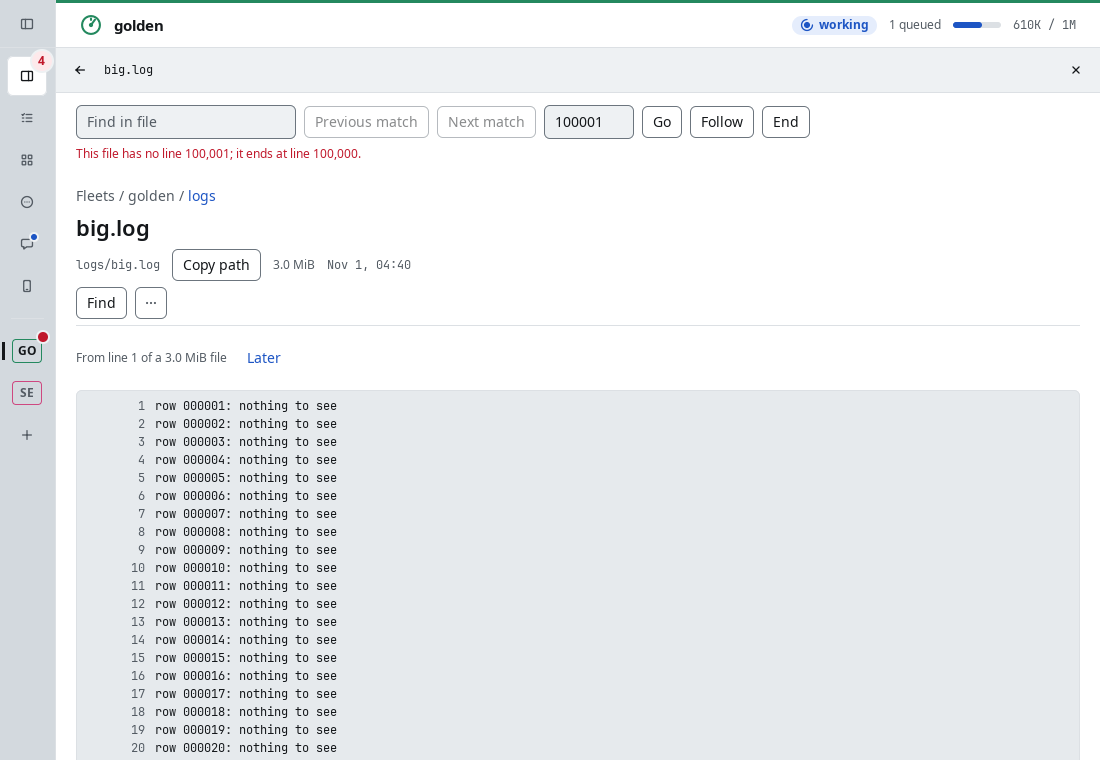 golden
working
1 queued
610K / 1M
4
big.log
Find in file
Previous match
Next match
100001
Go
Follow
End
This file has no line 100,001; it ends at line 100,000.
Fleets / golden / logs
big.log
logs/big.log
Copy path
3.0 MiB
Nov 1, 04:40
Find
···
GO
SE
From line 1 of a 3.0 MiB file
Later
1 row 000001: nothing to see
2 row 000002: nothing to see
3 row 000003: nothing to see
4 row 000004: nothing to see
5 row 000005: nothing to see
6 row 000006: nothing to see
7 row 000007: nothing to see
8 row 000008: nothing to see
9 row 000009: nothing to see
10 row 000010: nothing to see
11 row 000011: nothing to see
12 row 000012: nothing to see
13 row 000013: nothing to see
14 row 000014: nothing to see
15 row 000015: nothing to see
16 row 000016: nothing to see
17 row 000017: nothing to see
18 row 000018: nothing to see
19 row 000019: nothing to see
20 row 000020: nothing to see